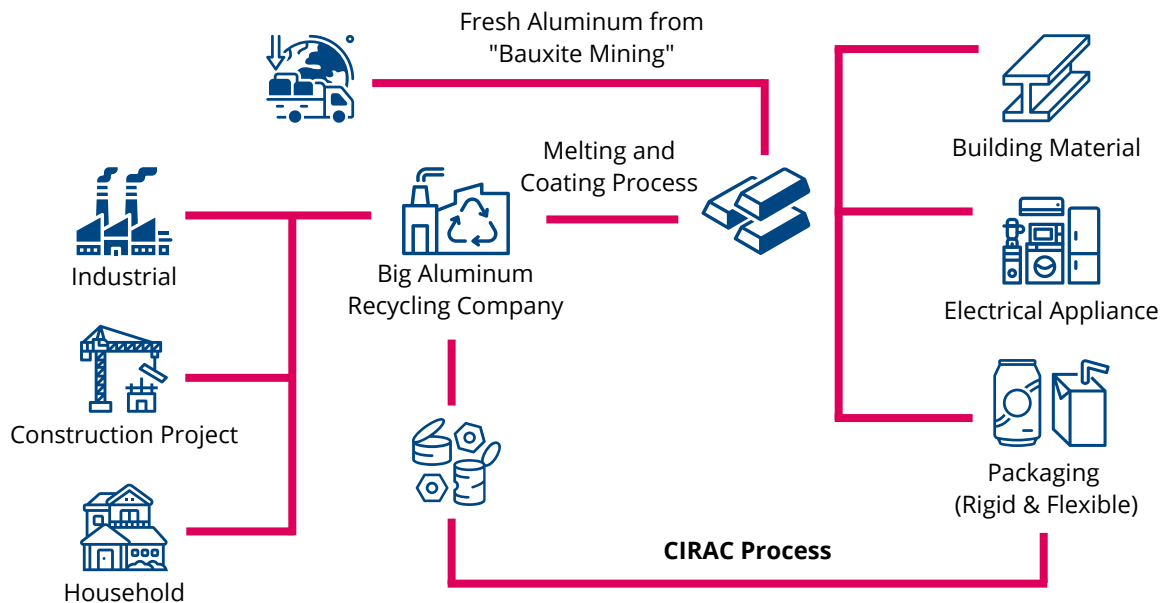 Fresh Aluminum from
"Bauxite Mining"
Building Material
Melting and
Coating Process
Industrial
Big Aluminum
Recycling Company
Electrical Appliance
Construction Project
Packaging
(Rigid & Flexible)
CIRAC Process
Household